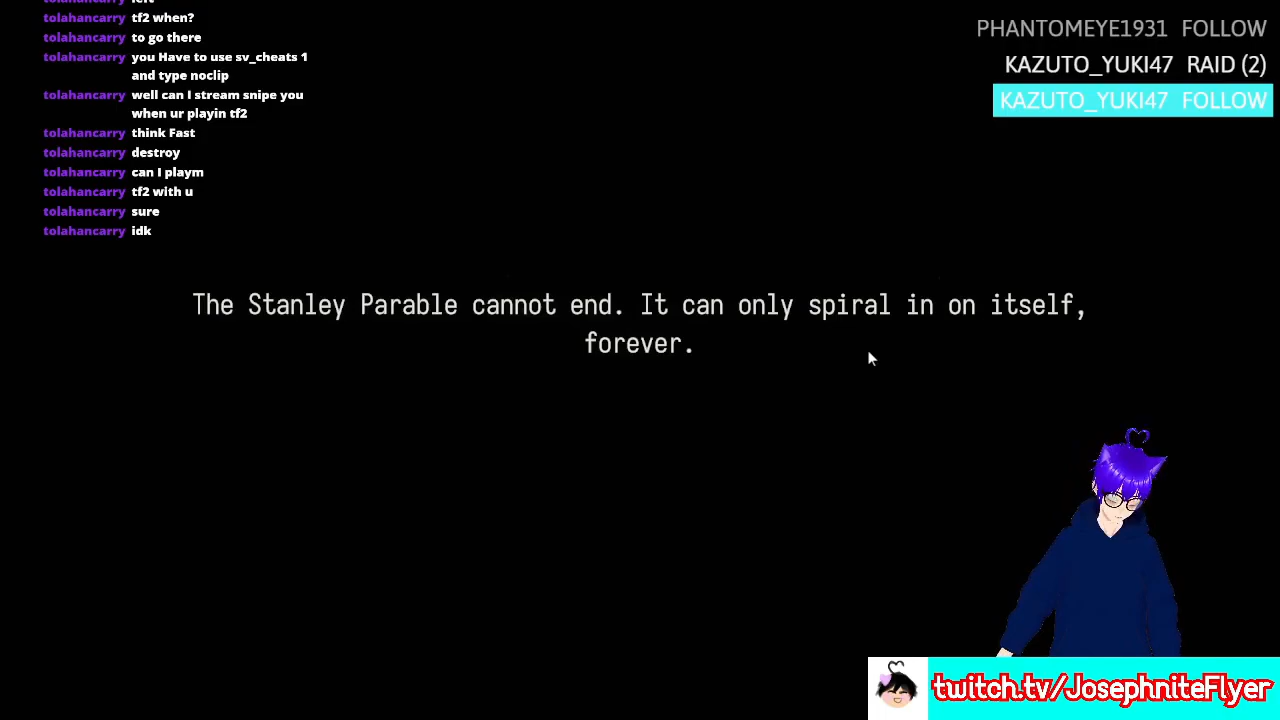 left
tolahancarry tf2 when?
tolahancarry to go there
tolahancarry you Have to use sv_cheats 1
and type noclip
tolahancarry well can I stream snipe you
when ur playin tf2
tolahancarry think Fast
tolahancarry destroy
tolahancarry can I playm
tolahancarry tf2 with u
tolahancarry sure
tolahancarry idk
PHANTOMEYE1931 FOLLOW
KAZUTO_YUKI47 RAID (2)
KAZUTO_YUKI47 FOLLOW
The Stanley Parable cannot end. It can only spiral in on itself,
forever.
twitch.tv/JosephniteFlyer